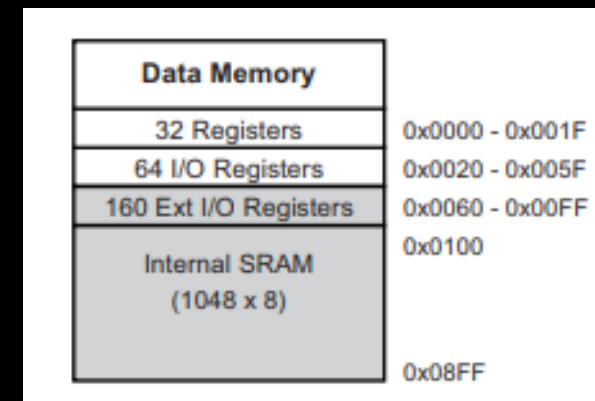 Data Memory
32 Registers 0x0000 - 0x001F
64 I/O Registers 0x0020 - 0x005F
160 Ext I/O Registers 0x0060 - 0x00FF
0x0100
Internal SRAM
(1048 x 8)
0x08FF